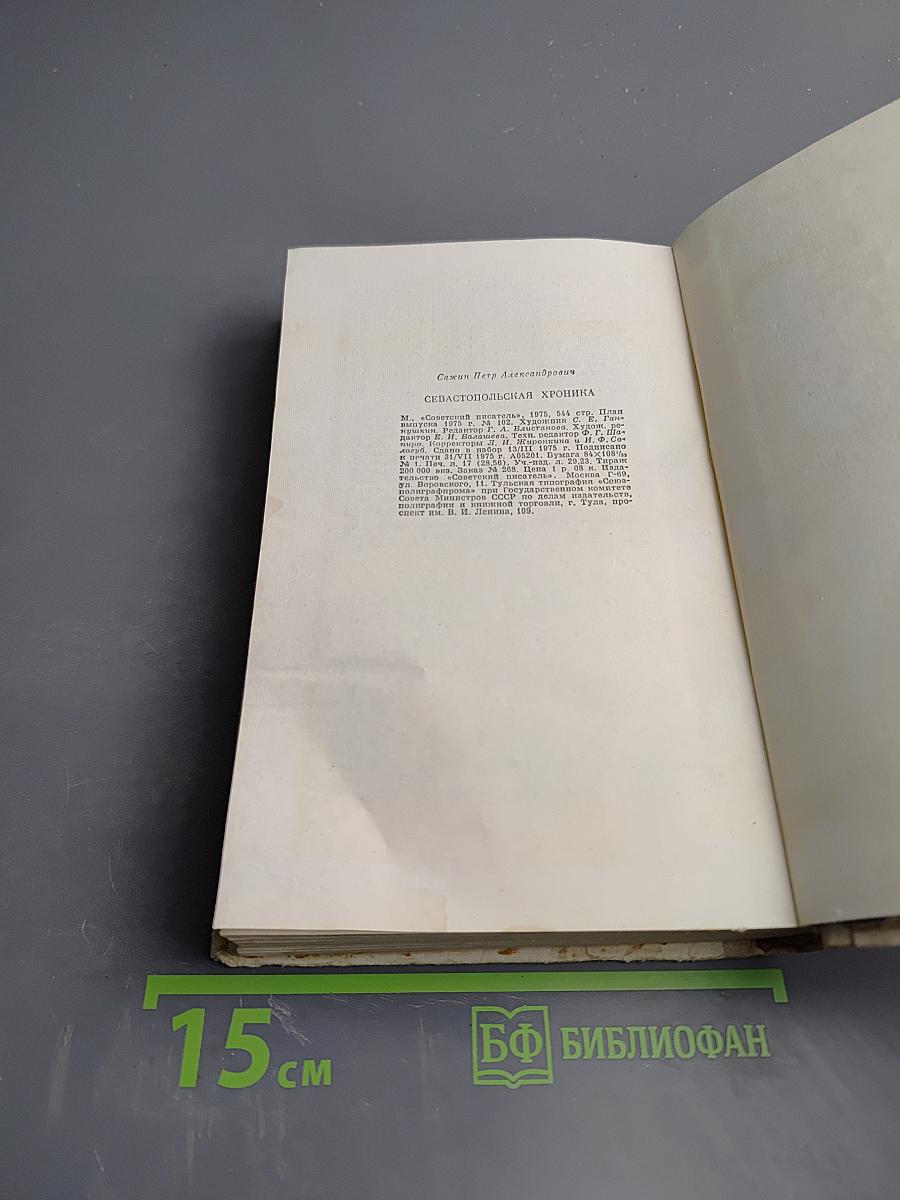 Сажин Петр Александрович
СЕВАСТОПОЛЬСКАЯ ХРОНИКА
М., «Советский писатель», 1975, 544 стр. План
выпуска 1975 г. № 102. Художник С. Е. Ган-
нушкин. Редактор Г. А. Блистанова. Худож. ре-
дактор Е. И. Балашева. Техн. редактор Ф. Г. Ша-
пиро. Корректоры Л. И. Жиронкина и И. Ф. Со-
логуб. Сдано в набор 13/III 1975 г. Подписано
к печати 31/VII 1975 г. А05201. Бумага 84×108¹/₃₂
№ 1. Печ. л. 17 (28,56). Уч.-изд. л. 29,23. Тираж
200 000 экз. Заказ № 268. Цена 1 р. 08 к. Изда-
тельство «Советский писатель». Москва Г-69,
ул. Воровского, 11. Тульская типография «Союз-
полиграфпрома» при Государственном комитете
Совета Министров СССР по делам издательств,
полиграфии и книжной торговли, г. Тула, про-
спект им. В. И. Ленина, 109.
15 см
БФ БИБЛИОФАН